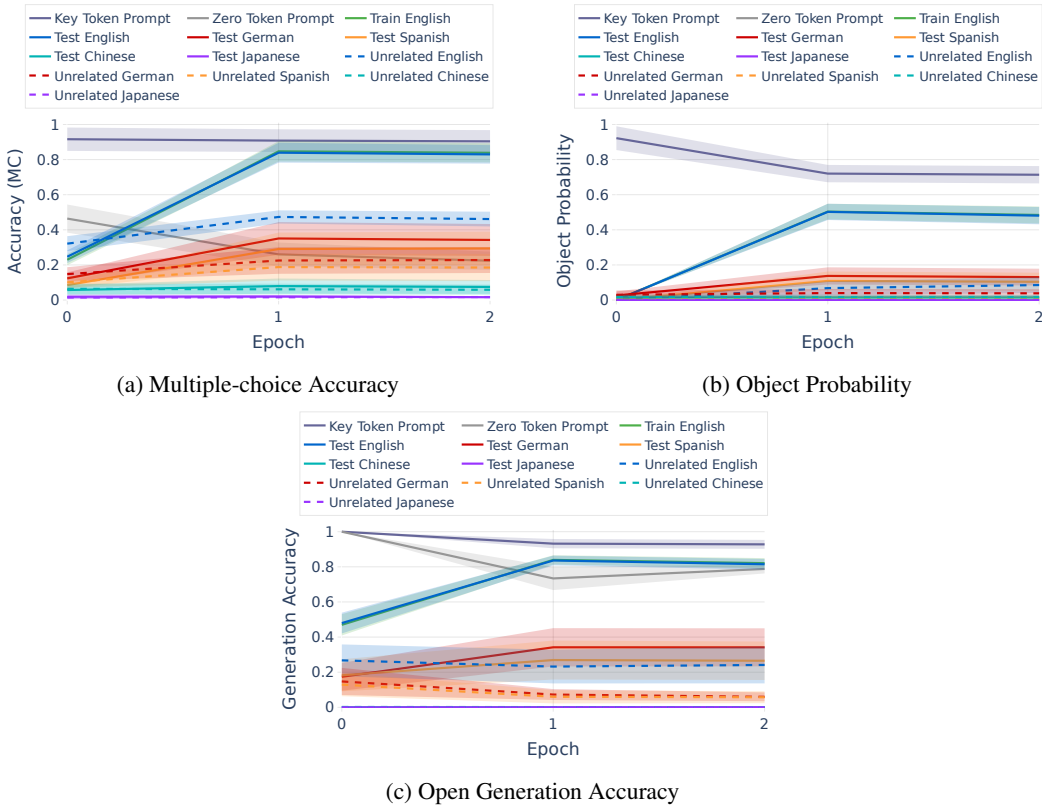 Key Token Prompt Zero Token Prompt Train English
Test English Test German Test Spanish
Test Chinese Test Japanese Unrelated English
Unrelated German Unrelated Spanish Unrelated Chinese
Unrelated Japanese
Accuracy (MC)
1
0.8
0.6
0.4
0.2
0
0 1 2
Epoch
(a) Multiple-choice Accuracy
Key Token Prompt Zero Token Prompt Train English
Test English Test German Test Spanish
Test Chinese Test Japanese Unrelated English
Unrelated German Unrelated Spanish Unrelated Chinese
Unrelated Japanese
Object Probability
1
0.8
0.6
0.4
0.2
0
0 1 2
Epoch
(b) Object Probability
Key Token Prompt Zero Token Prompt Train English
Test English Test German Test Spanish
Test Chinese Test Japanese Unrelated English
Unrelated German Unrelated Spanish Unrelated Chinese
Unrelated Japanese
Generation Accuracy
1
0.8
0.6
0.4
0.2
0
0 1 2
Epoch
(c) Open Generation Accuracy